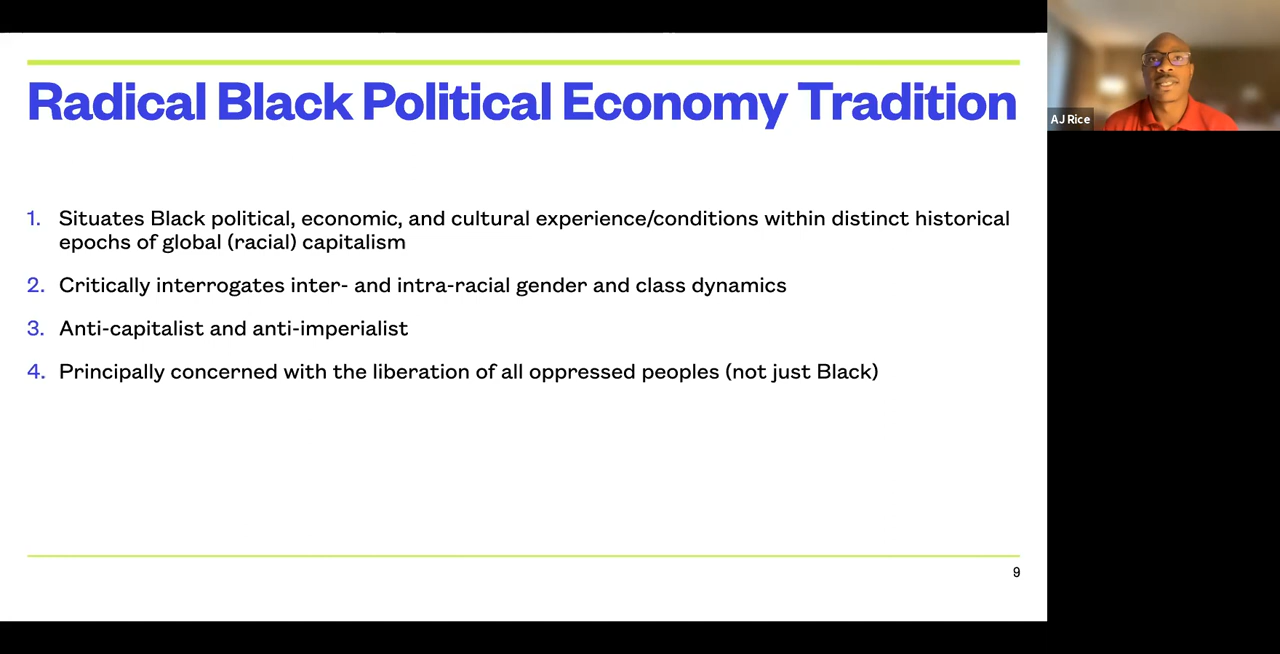 Radical Black Political Economy Tradition
AJ Rice
1. Situates Black political, economic, and cultural experience/conditions within distinct historical
epochs of global (racial) capitalism
2. Critically interrogates inter- and intra-racial gender and class dynamics
3. Anti-capitalist and anti-imperialist
4. Principally concerned with the liberation of all oppressed peoples (not just Black)
9